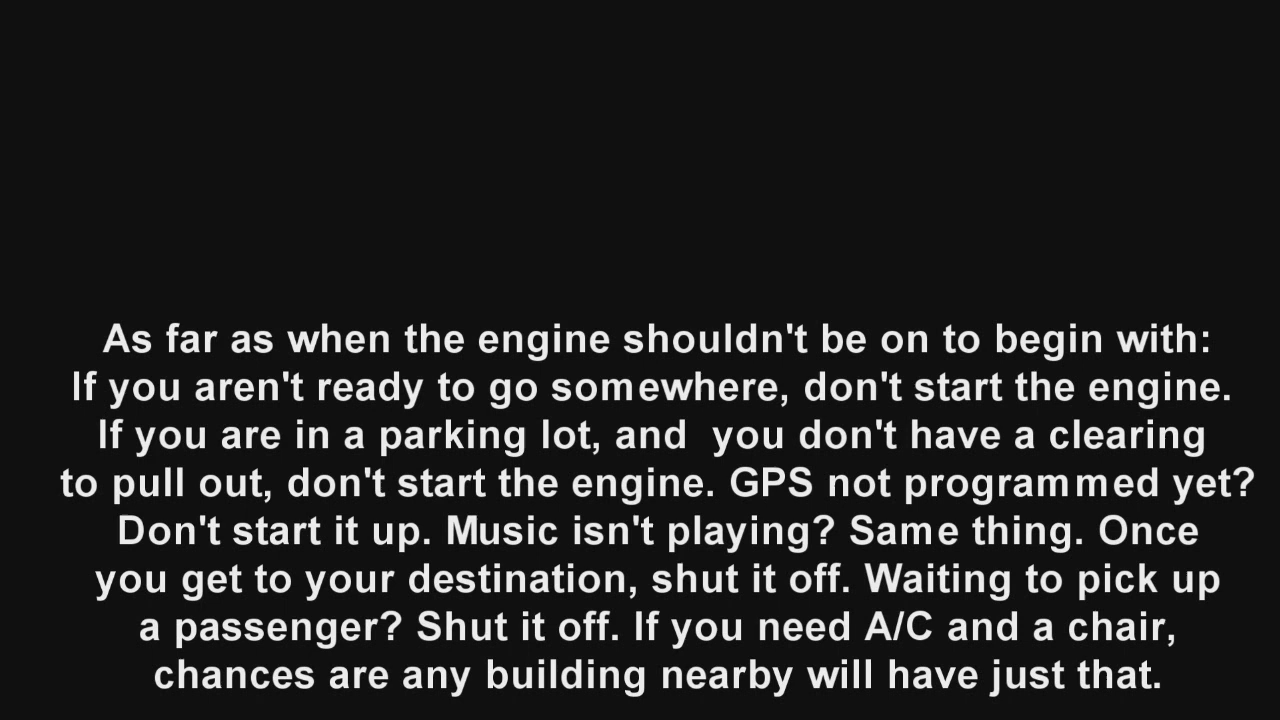 As far as when the engine shouldn't be on to begin with:
If you aren't ready to go somewhere, don't start the engine.
If you are in a parking lot, and  you don't have a clearing
to pull out, don't start the engine. GPS not programmed yet?
Don't start it up. Music isn't playing? Same thing. Once
you get to your destination, shut it off. Waiting to pick up
a passenger? Shut it off. If you need A/C and a chair,
chances are any building nearby will have just that.